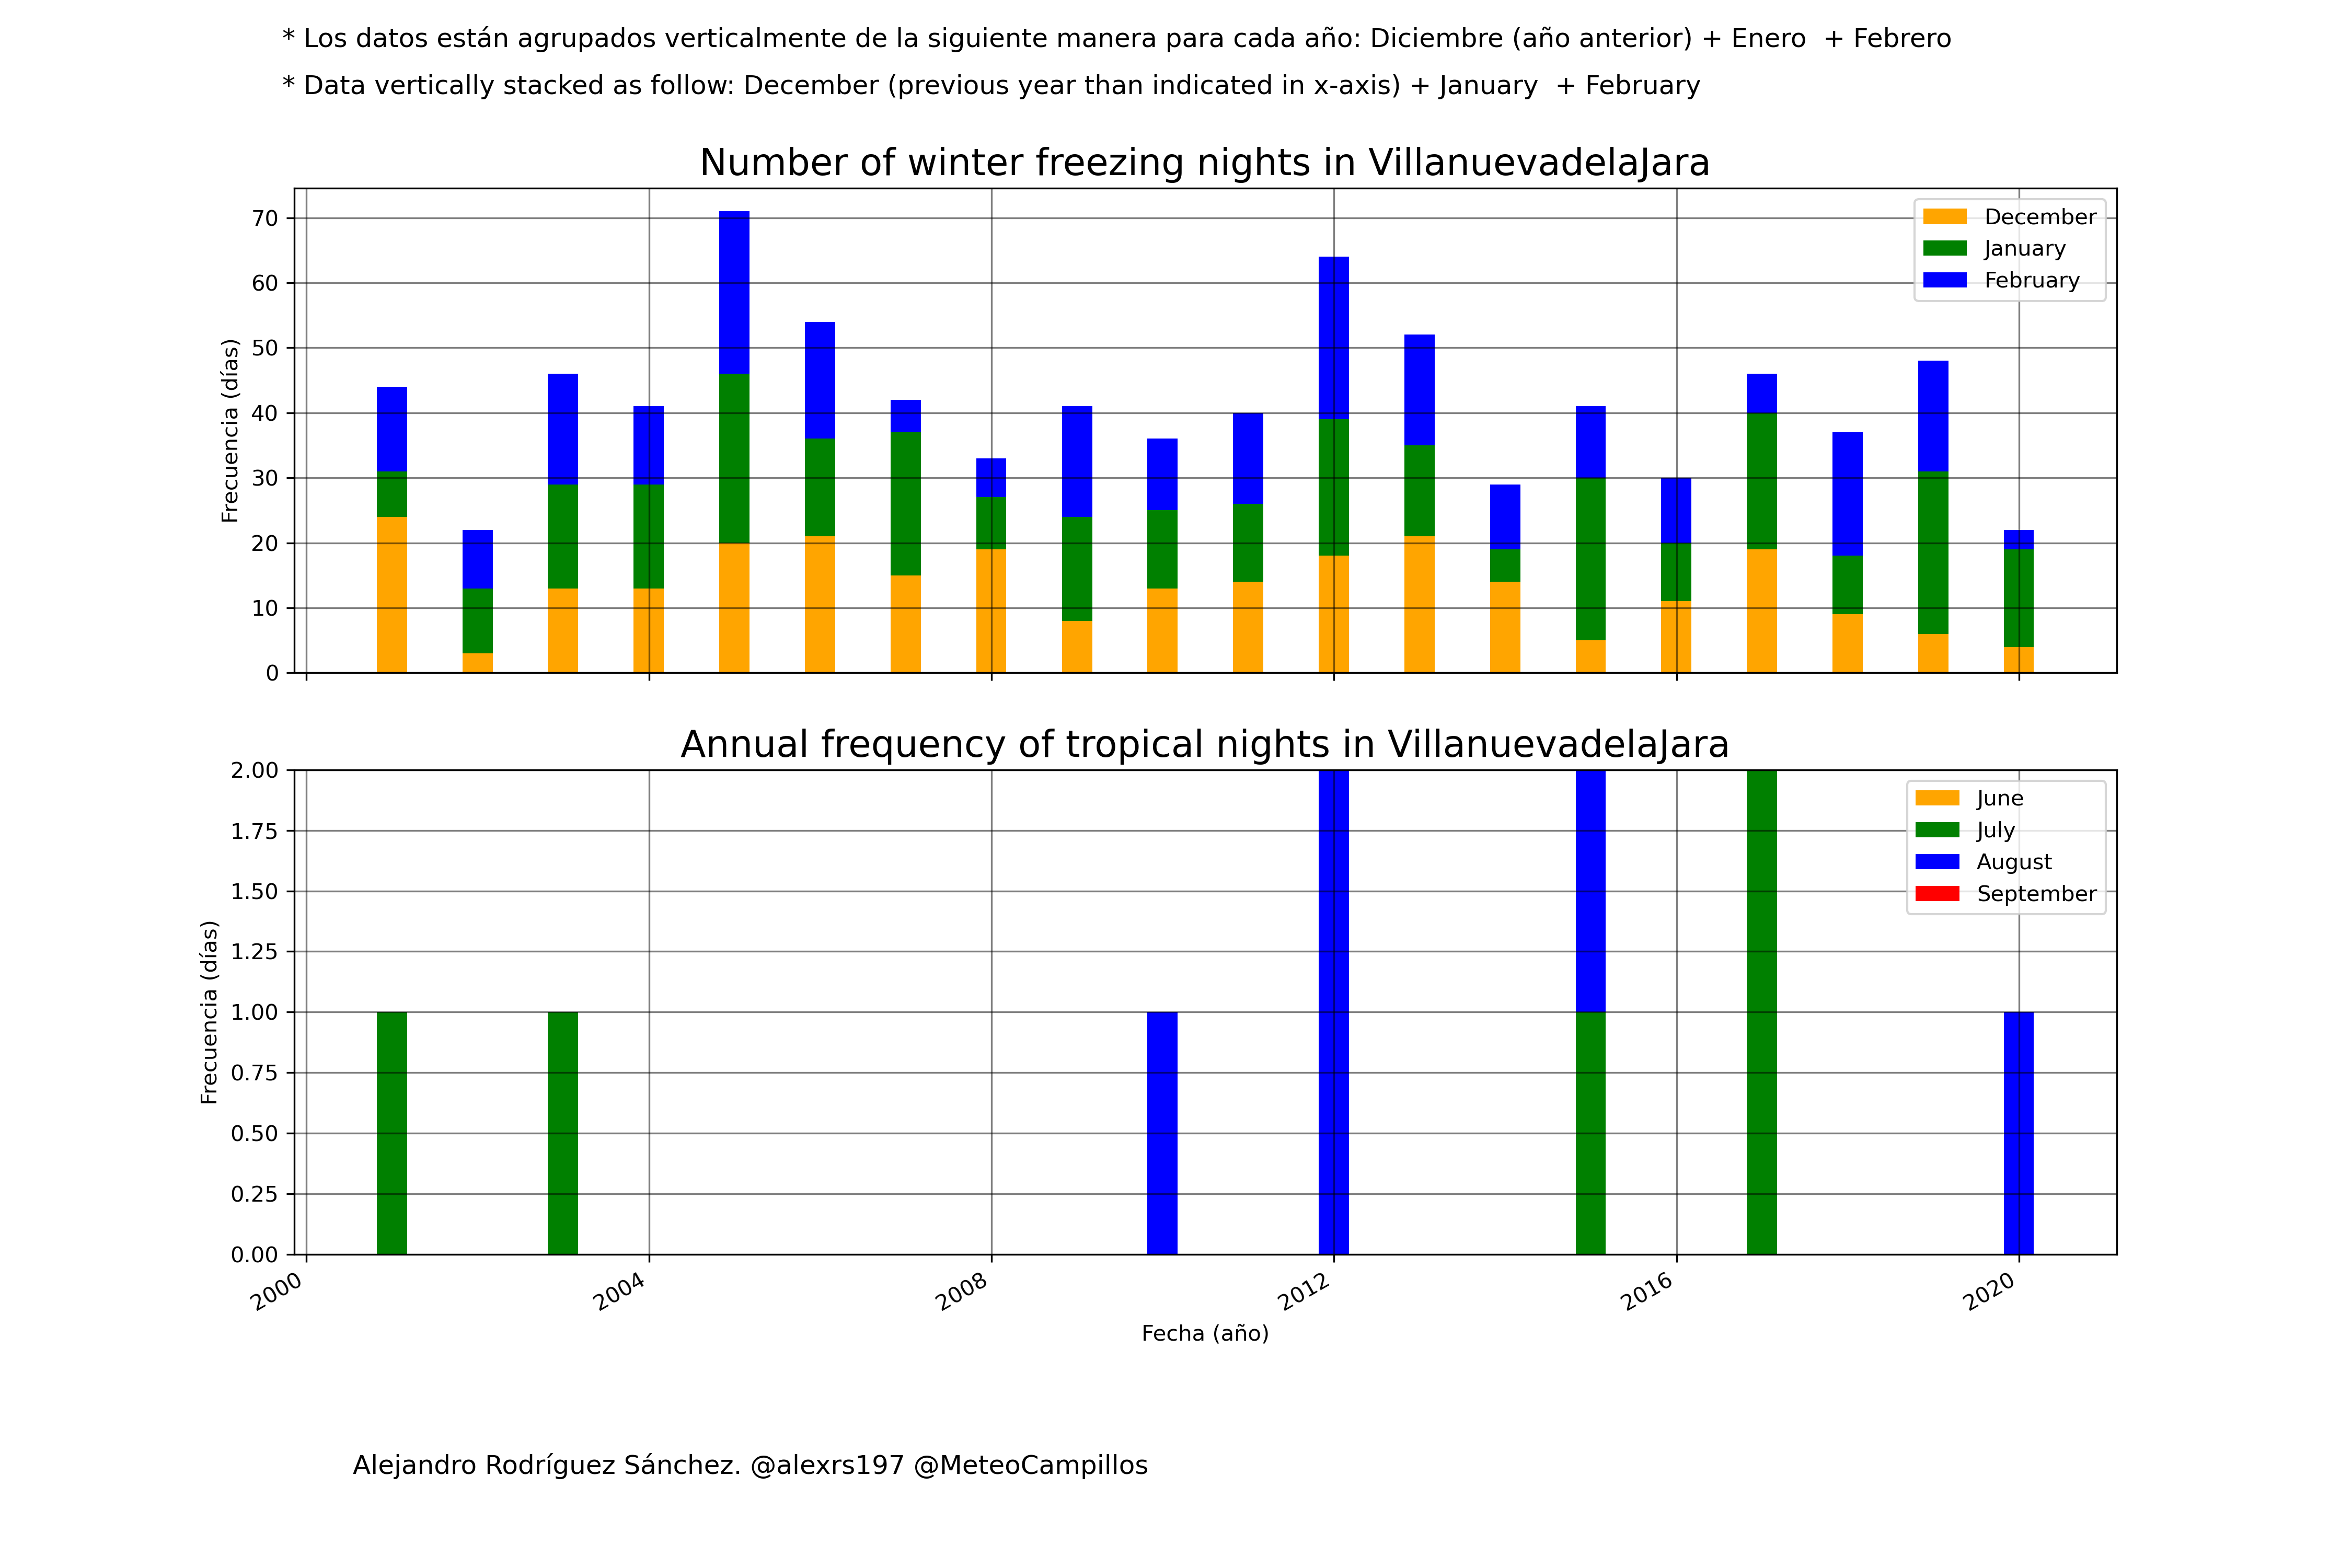 * Los datos están agrupados verticalmente de la siguiente manera para cada año: Diciembre (año anterior) + Enero  + Febrero
* Data vertically stacked as follow: December (previous year than indicated in x-axis) + January  + February
Number of winter freezing nights in VillanuevadelaJara
70
60
50
40
30
20
10
0
Frecuencia (días)
December
January
February
Annual frequency of tropical nights in VillanuevadelaJara
2.00
1.75
1.50
1.25
1.00
0.75
0.50
0.25
0.00
Frecuencia (días)
June
July
August
September
2000
2004
2008
2012
2016
2020
Fecha (año)
Alejandro Rodríguez Sánchez. @alexrs197 @MeteoCampillos